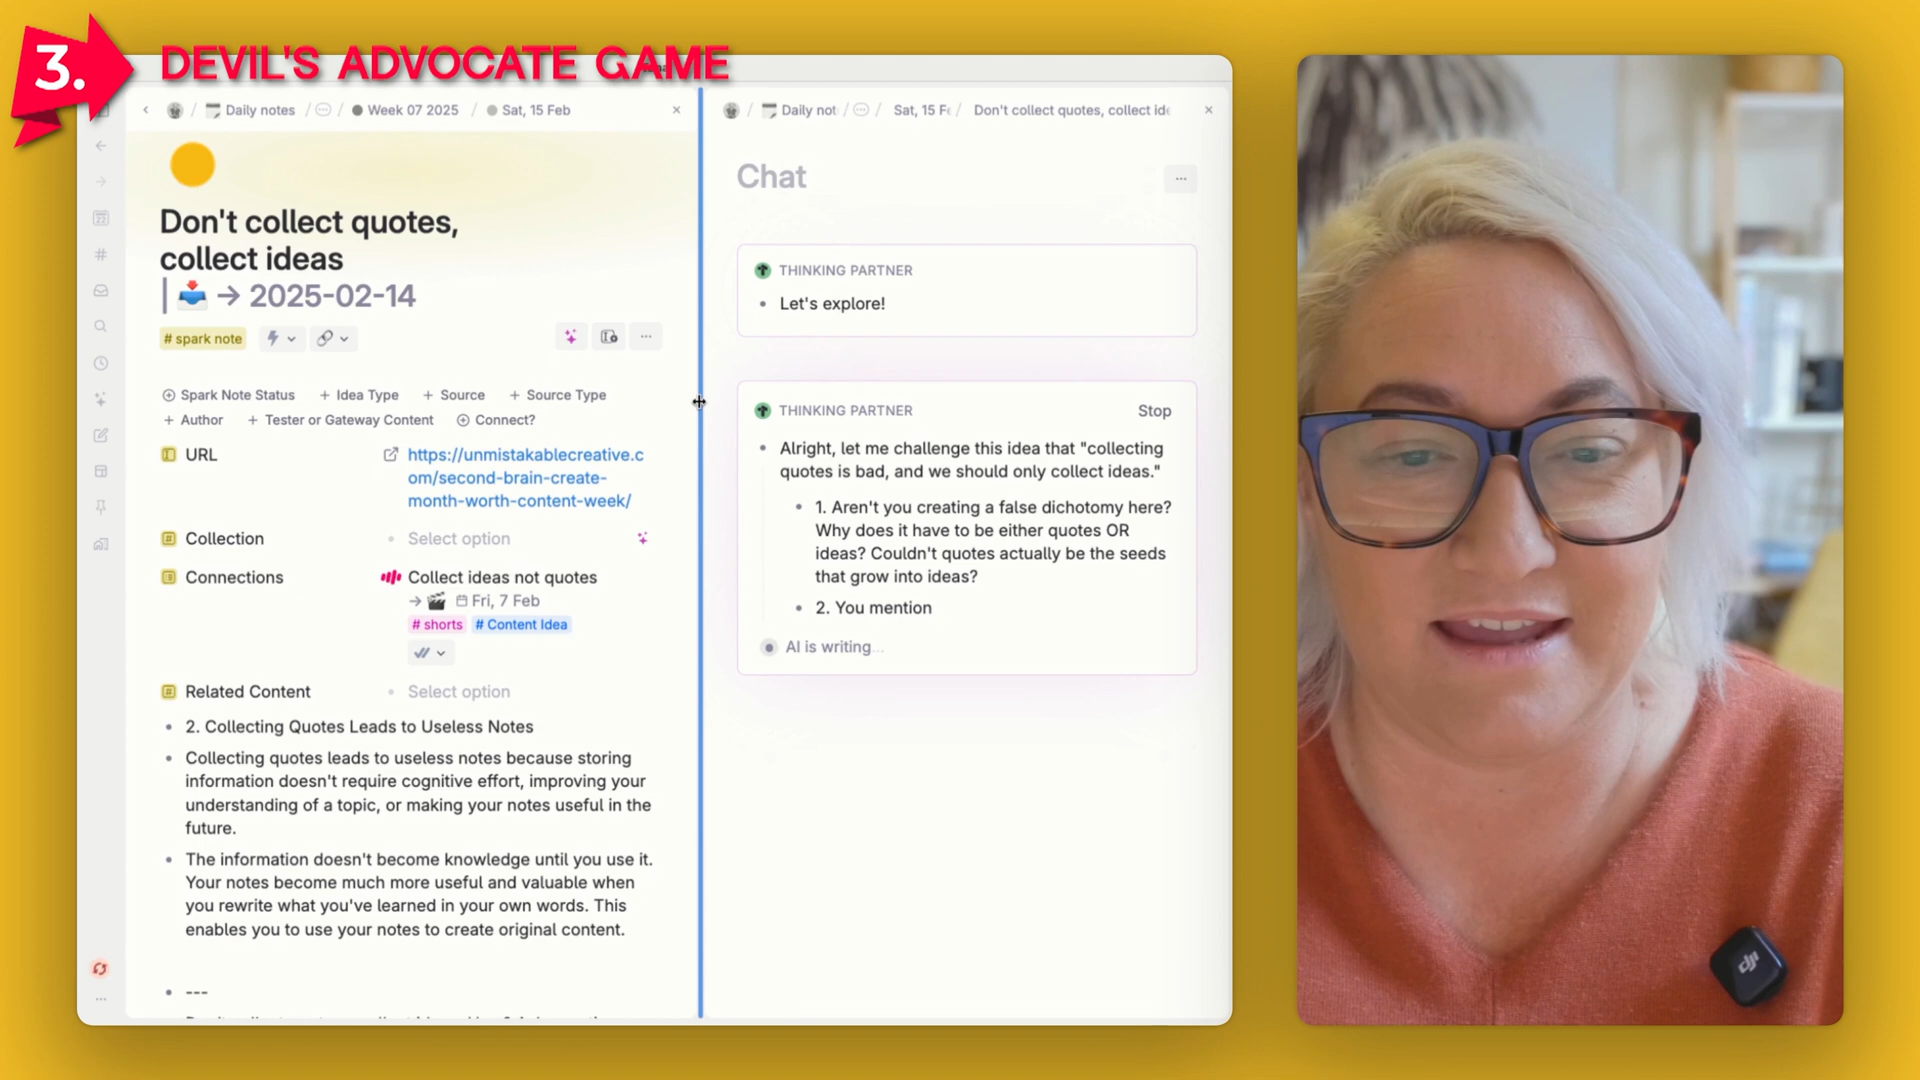 3. DEVIL'S ADVOCATE GAME
Daily notes / Week 07 2025 / Sat, 15 Feb
Don't collect quotes,
collect ideas
→ 2025-02-14
# spark note
Spark Note Status + Idea Type + Source + Source Type
+ Author + Tester or Gateway Content Connect?
URL
https://unmistakablecreative.c
om/second-brain-create-
month-worth-content-week/
Collection Select option
Connections Collect ideas not quotes
→ Fri, 7 Feb
# shorts # Content Idea
Related Content Select option
2. Collecting Quotes Leads to Useless Notes
Collecting quotes leads to useless notes because storing
information doesn't require cognitive effort, improving your
understanding of a topic, or making your notes useful in the
future.
The information doesn't become knowledge until you use it.
Your notes become much more useful and valuable when
you rewrite what you've learned in your own words. This
enables you to use your notes to create original content.
---
Daily not / Sat, 15 Fe / Don't collect quotes, collect ide
Chat
THINKING PARTNER
Let's explore!
THINKING PARTNER Stop
Alright, let me challenge this idea that "collecting
quotes is bad, and we should only collect ideas."
1. Aren't you creating a false dichotomy here?
Why does it have to be either quotes OR
ideas? Couldn't quotes actually be the seeds
that grow into ideas?
2. You mention
AI is writing...
dji